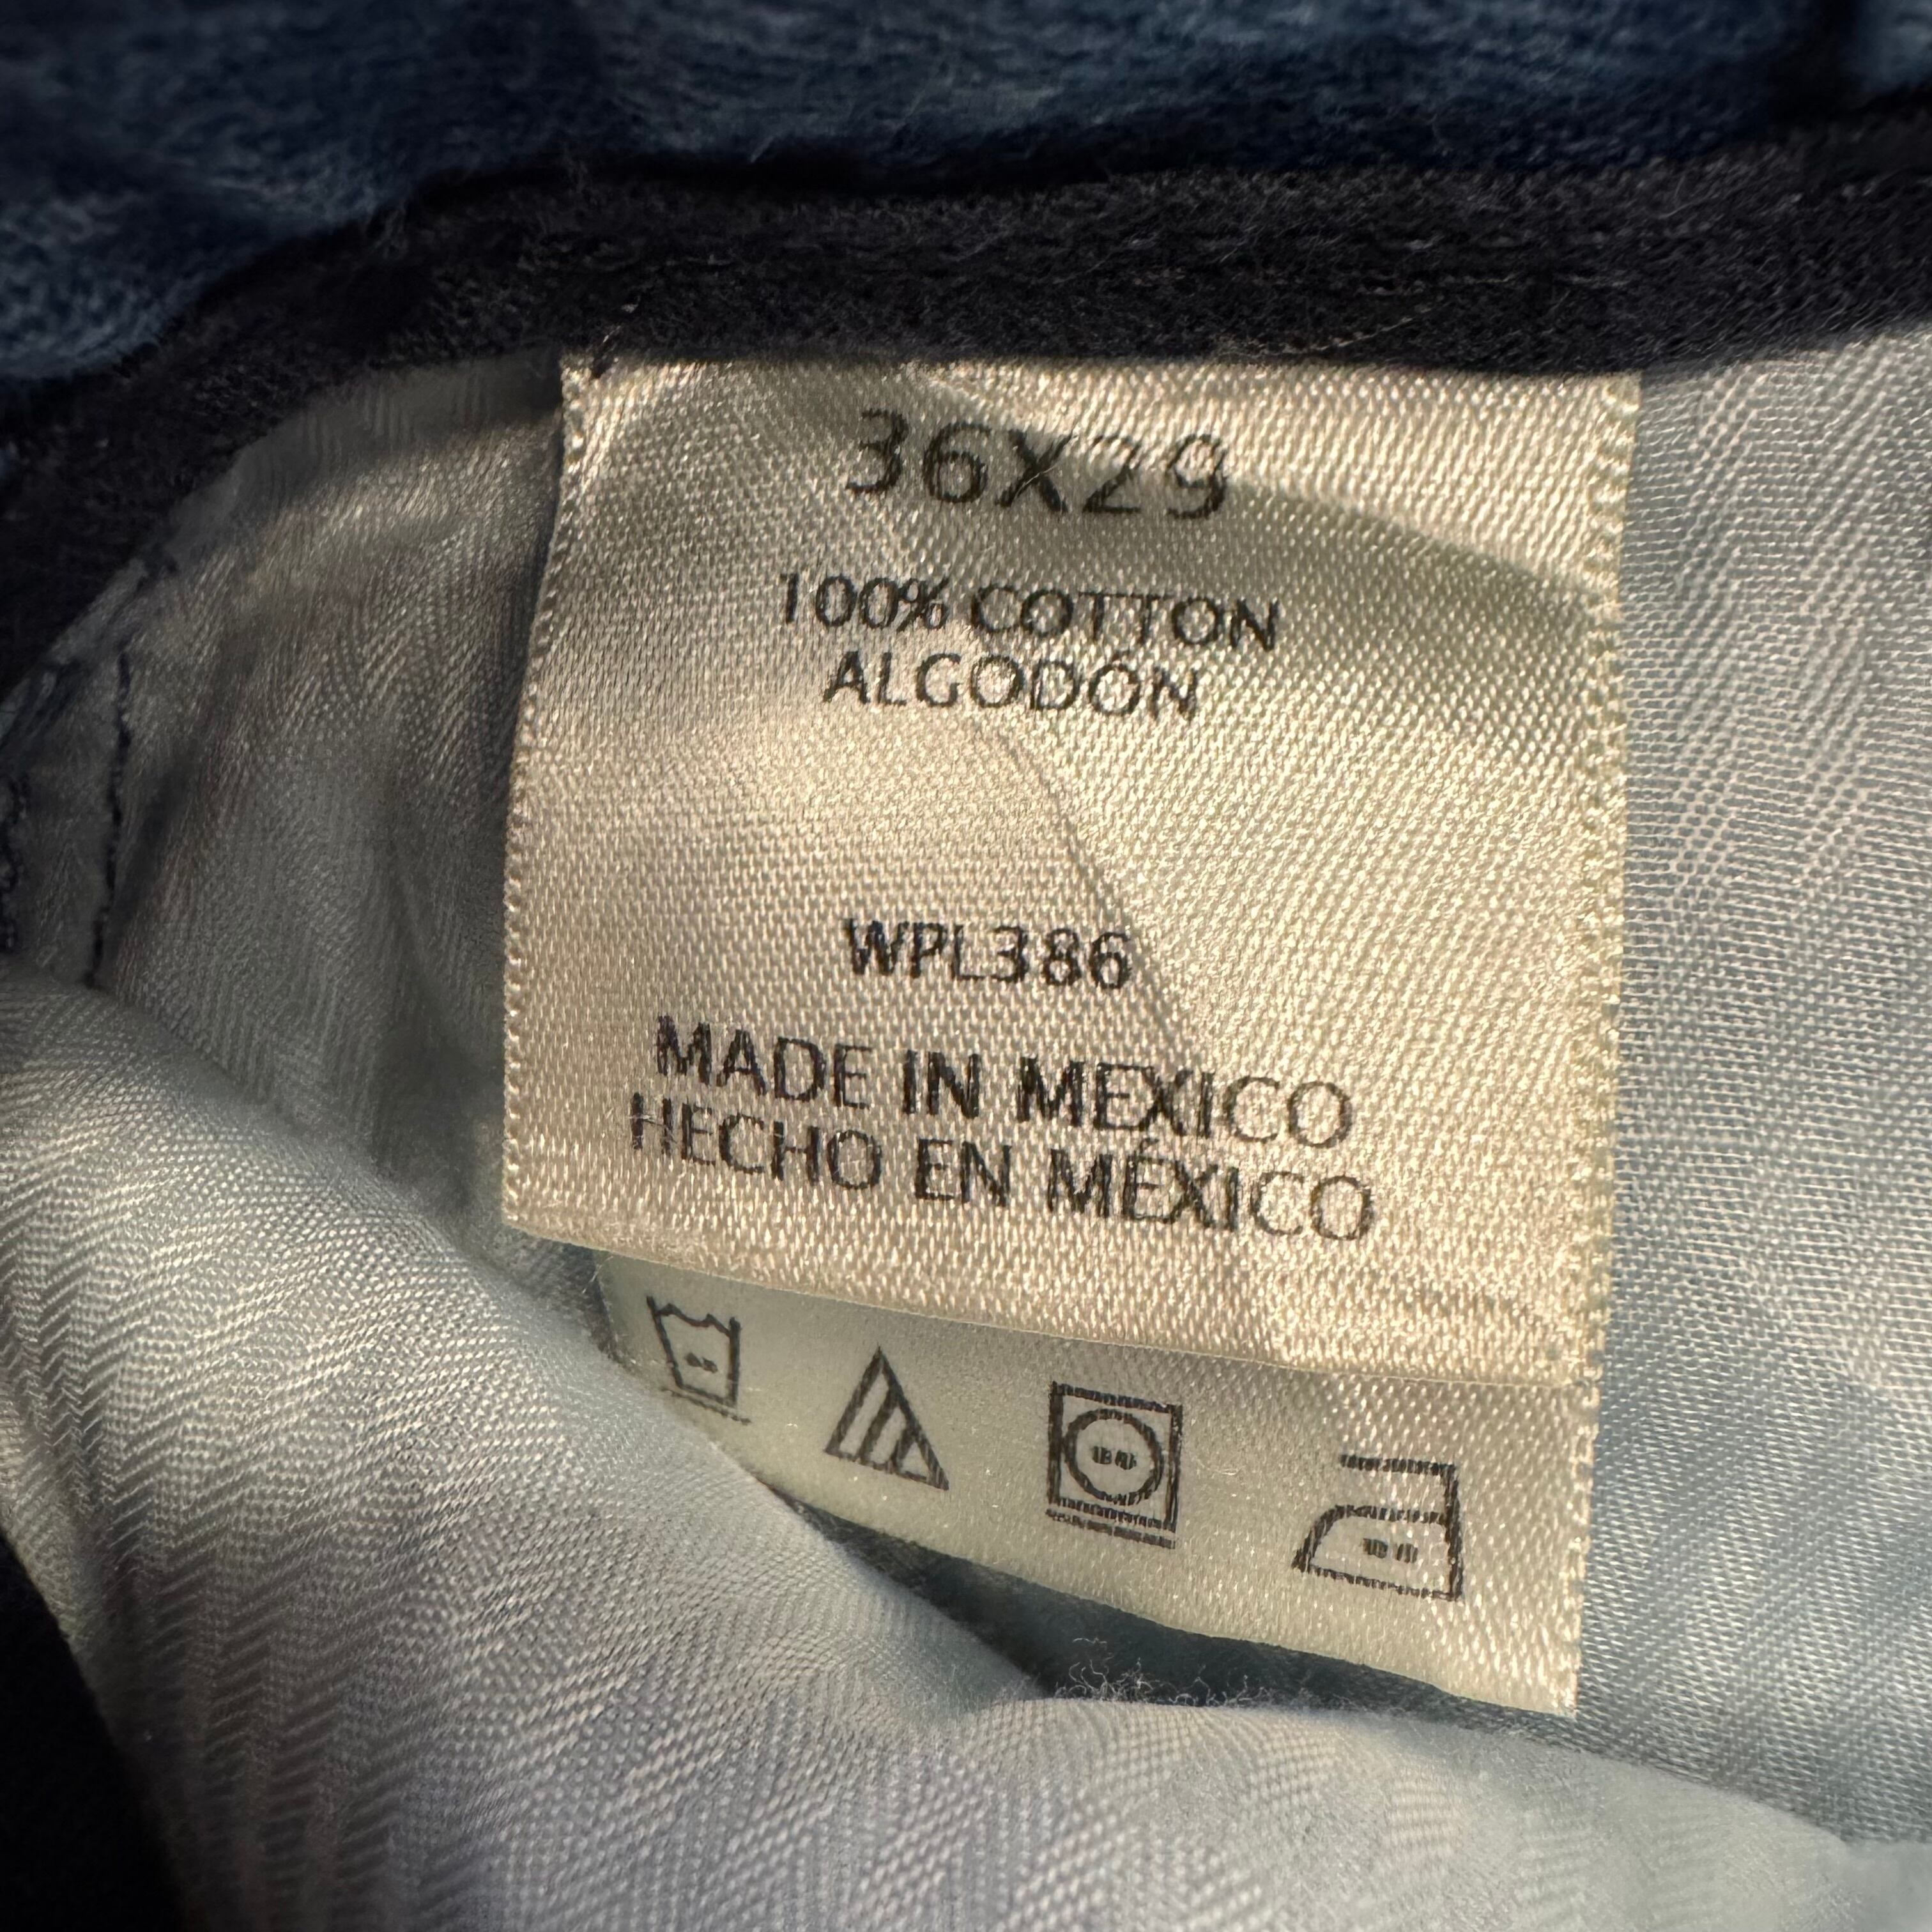 36X29
100% COTTON
ALGODÓN
WPL386
MADE IN MEXICO
HECHO EN MÉXICO